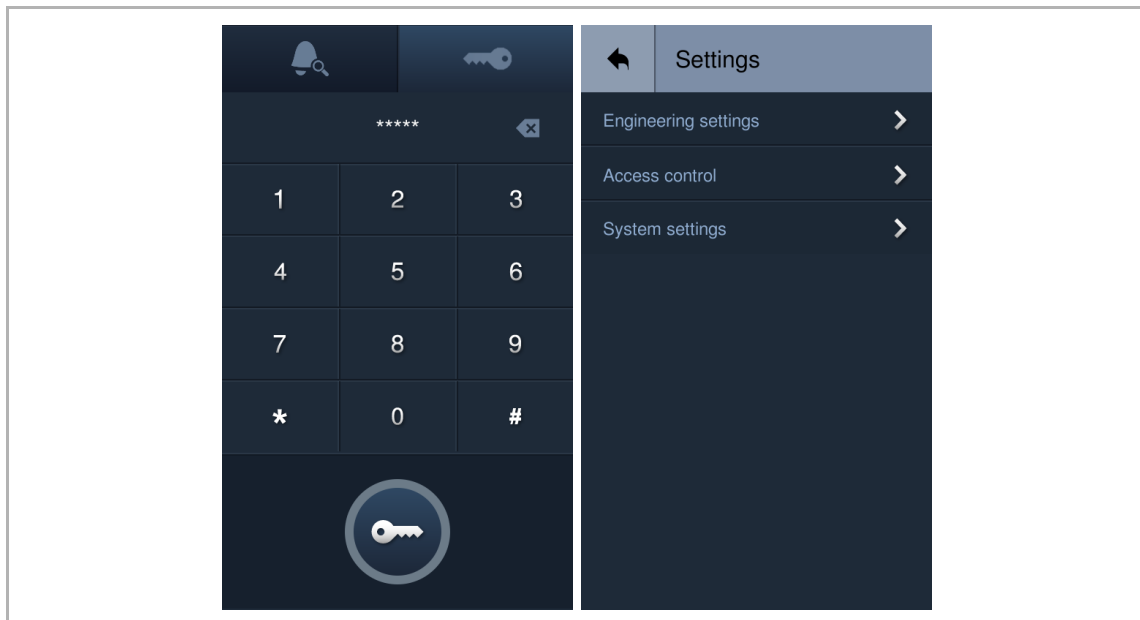 *****
1 2 3
4 5 6
7 8 9
* 0 #
Settings
Engineering settings
Access control
System settings